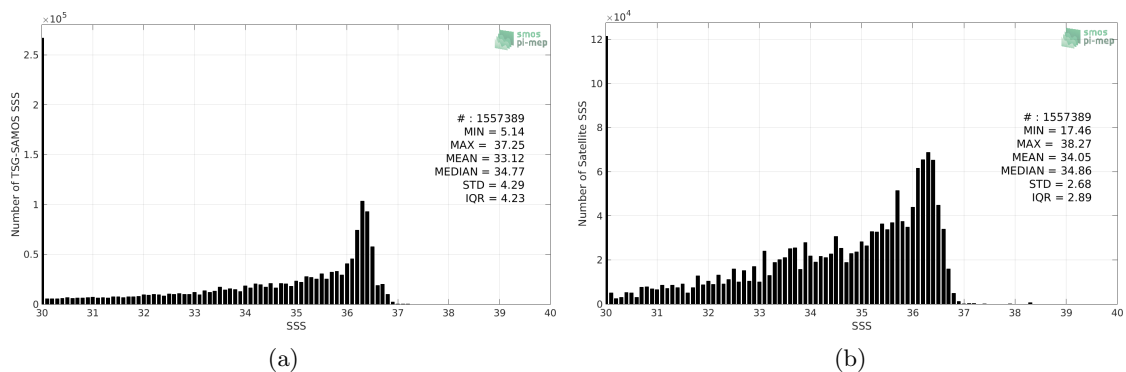 ×10⁵
smos
pi-mep
Number of TSG-SAMOS SSS
2.5
2
1.5
1
0.5
0
# : 1557389
MIN = 5.14
MAX = 37.25
MEAN = 33.12
MEDIAN = 34.77
STD = 4.29
IQR = 4.23
30 31 32 33 34 35 36 37 38 39 40
SSS
(a)
×10⁴
smos
pi-mep
Number of Satellite SSS
12
10
8
6
4
2
0
# : 1557389
MIN = 17.46
MAX = 38.27
MEAN = 34.05
MEDIAN = 34.86
STD = 2.68
IQR = 2.89
30 31 32 33 34 35 36 37 38 39 40
SSS
(b)